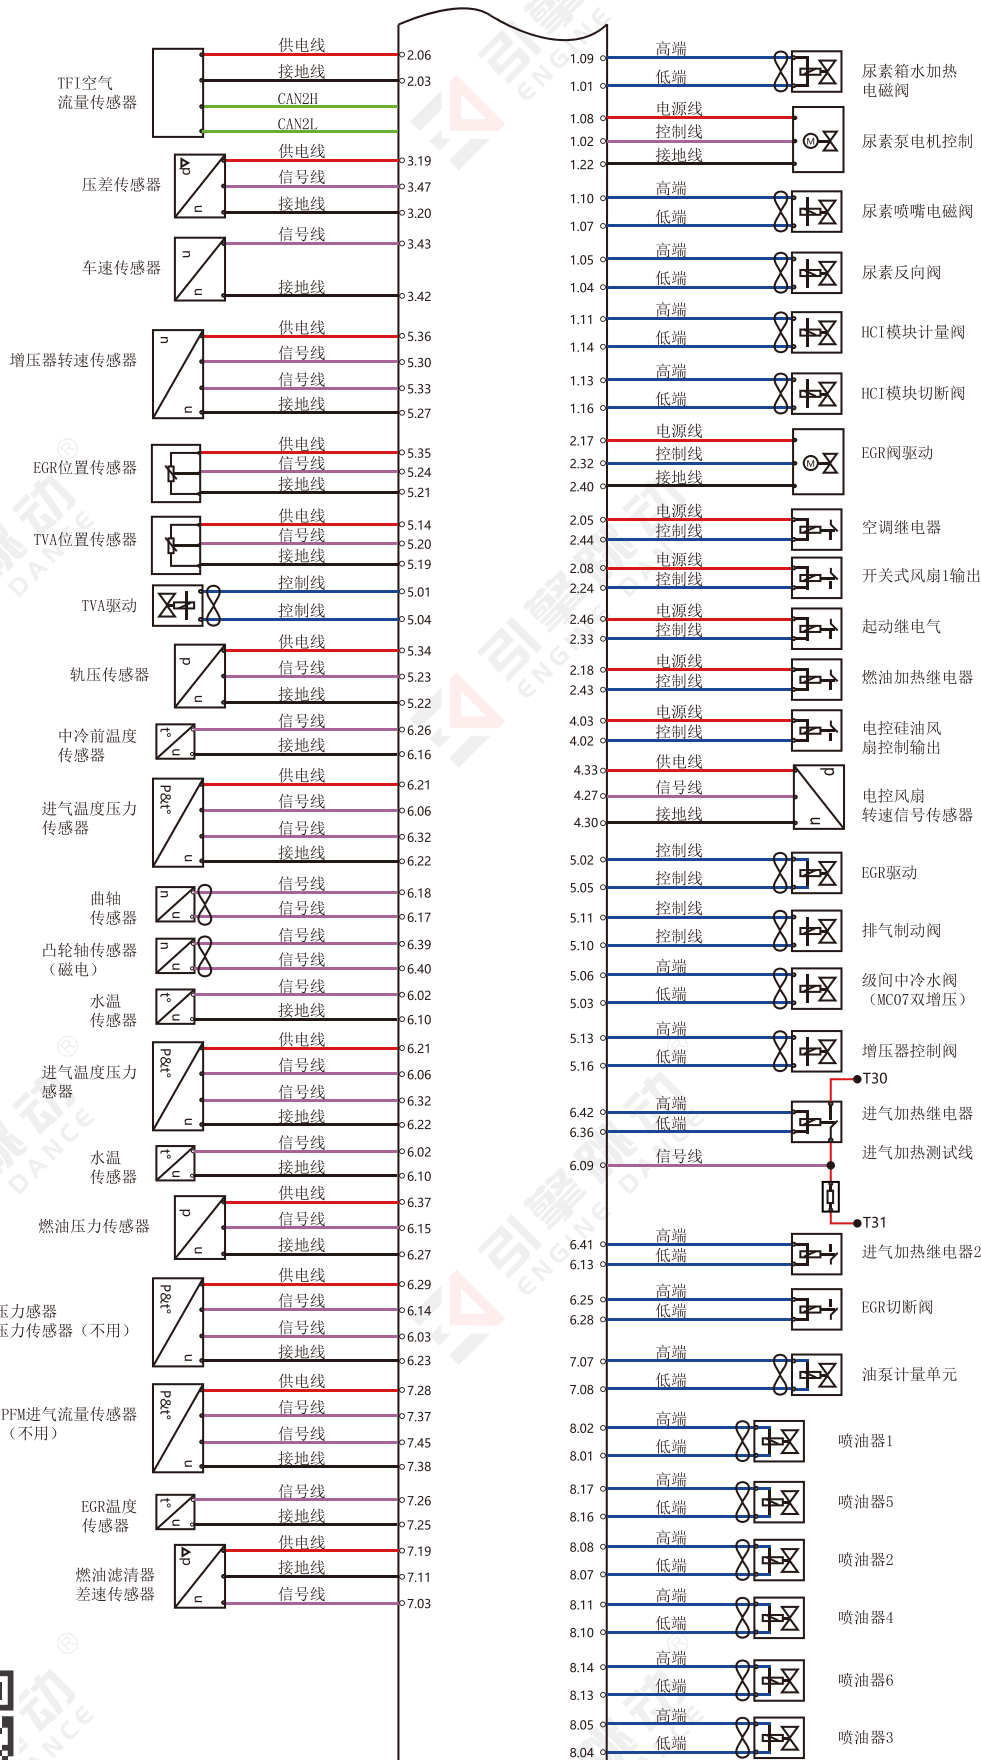 TFI空气
流量传感器
供电线 2.06
接地线 2.03
CAN2H
CAN2L
压差传感器
Δp
u
供电线 3.19
信号线 3.47
接地线 3.20
车速传感器
n
u
信号线 3.43
接地线 3.42
增压器转速传感器
n
u
供电线 5.36
信号线 5.30
信号线 5.33
接地线 5.27
EGR位置传感器
供电线 5.35
信号线 5.24
接地线 5.21
TVA位置传感器
供电线 5.14
信号线 5.20
接地线 5.19
TVA驱动
控制线 5.01
控制线 5.04
轨压传感器
p
u
供电线 5.34
信号线 5.23
接地线 5.22
中冷前温度
传感器
t°
u
信号线 6.26
接地线 6.16
进气温度压力
传感器
P&t°
u
供电线 6.21
信号线 6.06
信号线 6.32
接地线 6.22
曲轴
传感器
n
u
信号线 6.18
信号线 6.17
凸轮轴传感器
（磁电）
n
u
信号线 6.39
信号线 6.40
水温
传感器
t°
u
信号线 6.02
接地线 6.10
进气温度压力
感器
P&t°
u
供电线 6.21
信号线 6.06
信号线 6.32
接地线 6.22
水温
传感器
t°
u
信号线 6.02
接地线 6.10
燃油压力传感器
p
u
供电线 6.37
信号线 6.15
接地线 6.27
压力感器
压力传感器（不用）
P&t°
u
供电线 6.29
信号线 6.14
信号线 6.03
接地线 6.23
PFM进气流量传感器
（不用）
P&t°
u
供电线 7.28
信号线 7.37
信号线 7.45
接地线 7.38
EGR温度
传感器
t°
u
信号线 7.26
接地线 7.25
燃油滤清器
差速传感器
Δp
u
供电线 7.19
接地线 7.11
信号线 7.03
1.09 高端
1.01 低端
尿素箱水加热
电磁阀
1.08 电源线
1.02 控制线
1.22 接地线
M
尿素泵电机控制
1.10 高端
1.07 低端
尿素喷嘴电磁阀
1.05 高端
1.04 低端
尿素反向阀
1.11 高端
1.14 低端
HCI模块计量阀
1.13 高端
1.16 低端
HCI模块切断阀
2.17 电源线
2.32 控制线
2.40 接地线
M
EGR阀驱动
2.05 电源线
2.44 控制线
空调继电器
2.08 电源线
2.24 控制线
开关式风扇1输出
2.46 电源线
2.33 控制线
起动继电气
2.18 电源线
2.43 控制线
燃油加热继电器
4.03 电源线
4.02 控制线
电控硅油风
扇控制输出
4.33 供电线
4.27 信号线
4.30 接地线
p
u
电控风扇
转速信号传感器
5.02 控制线
5.05 控制线
EGR驱动
5.11 控制线
5.10 控制线
排气制动阀
5.06 高端
5.03 低端
级间中冷水阀
（MC07双增压）
5.13 高端
5.16 低端
增压器控制阀
T30
6.42 高端
6.36 低端
进气加热继电器
6.09 信号线
进气加热测试线
T31
6.41 高端
6.13 低端
进气加热继电器2
6.25 高端
6.28 低端
EGR切断阀
7.07 高端
7.08 低端
油泵计量单元
8.02 高端
8.01 低端
喷油器1
8.17 高端
8.16 低端
喷油器5
8.08 高端
8.07 低端
喷油器2
8.11 高端
8.10 低端
喷油器4
8.14 高端
8.13 低端
喷油器6
8.05 高端
8.04 低端
喷油器3
引擎
ENGINE
动
DANCE
®
引擎
ENGINE
动
DANCE
引擎
ENGINE
动
DANCE
®
动
DANCE
®
动
DANCE
®